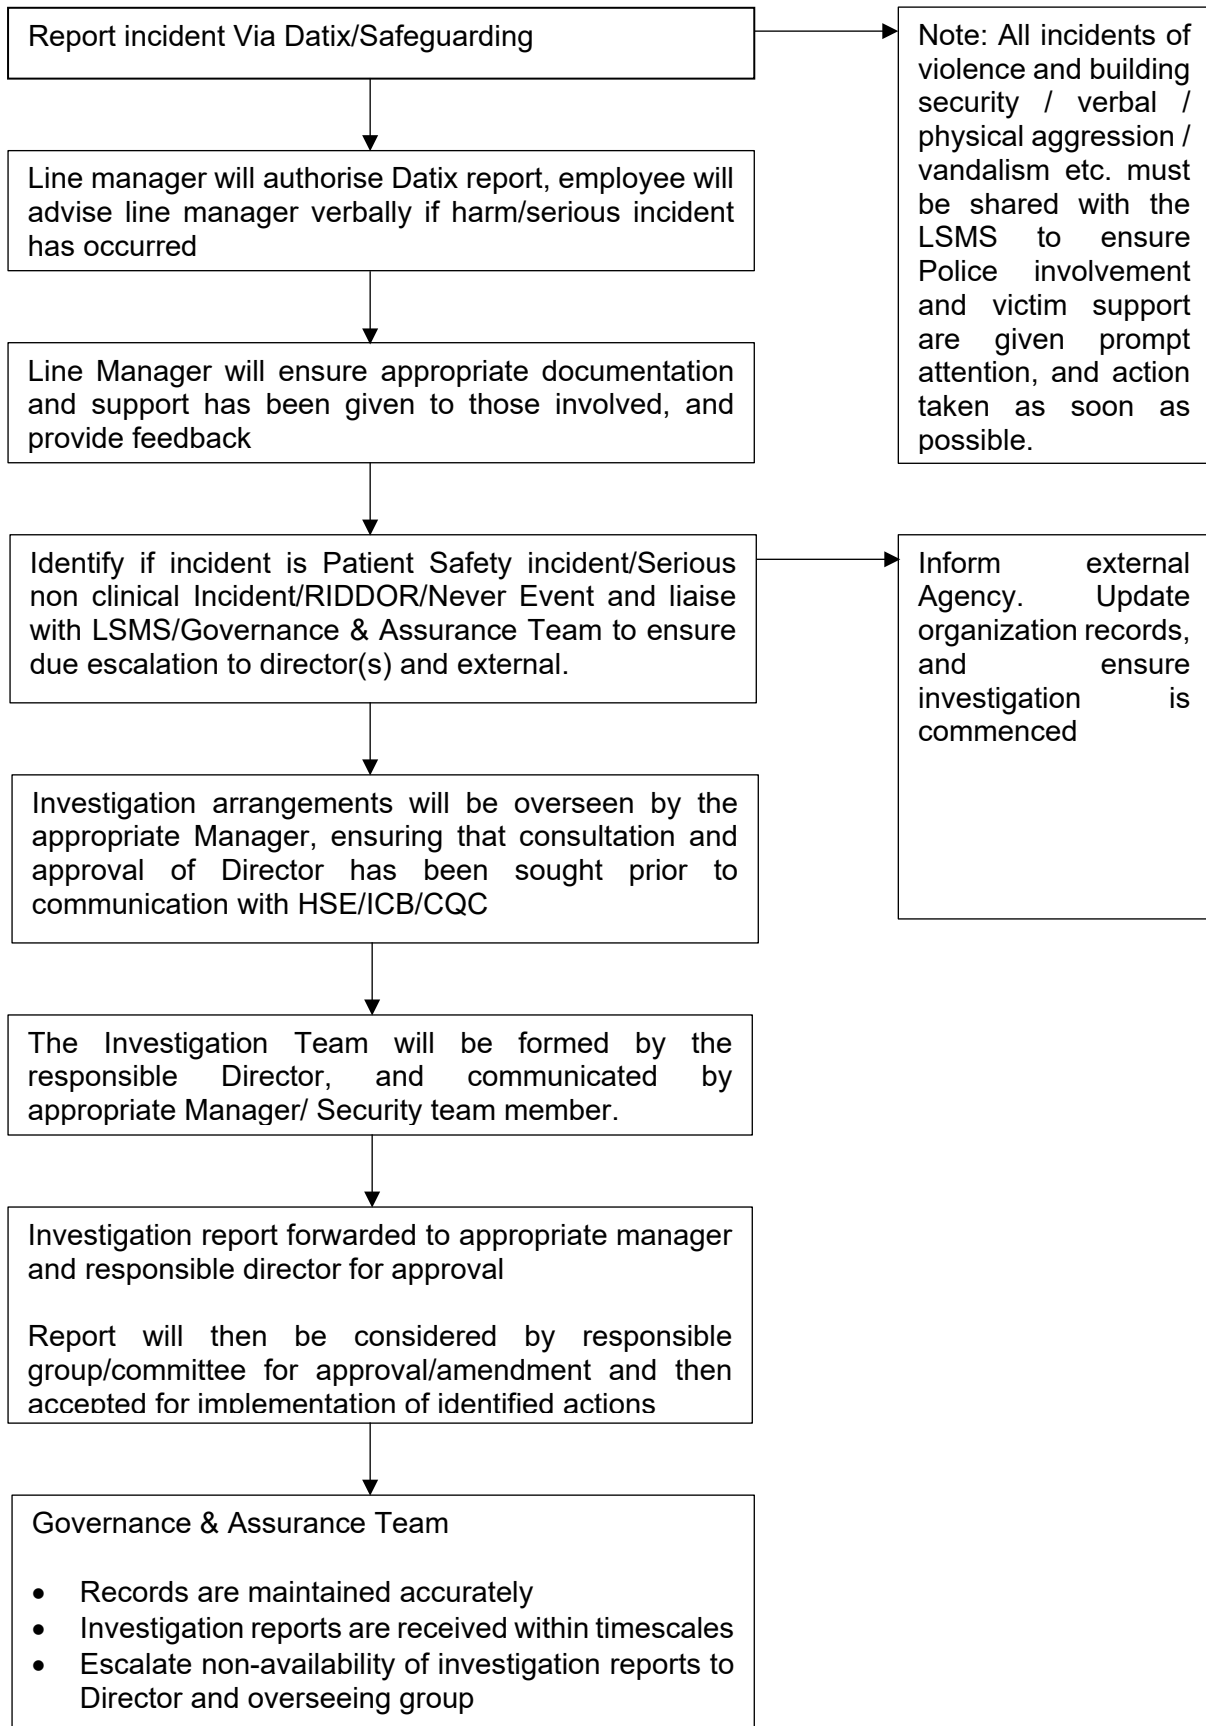 Report incident Via Datix/Safeguarding
Note: All incidents of
violence and building
security / verbal /
physical aggression /
vandalism etc. must
be shared with the
LSMS to ensure
Police involvement
and victim support
are given prompt
attention, and action
taken as soon as
possible.
Line manager will authorise Datix report, employee will
advise line manager verbally if harm/serious incident
has occurred
Line Manager will ensure appropriate documentation
and support has been given to those involved, and
provide feedback
Identify if incident is Patient Safety incident/Serious
non clinical Incident/RIDDOR/Never Event and liaise
with LSMS/Governance & Assurance Team to ensure
due escalation to director(s) and external.
Inform external
Agency. Update
organization records,
and ensure
investigation is
commenced
Investigation arrangements will be overseen by the
appropriate Manager, ensuring that consultation and
approval of Director has been sought prior to
communication with HSE/ICB/CQC
The Investigation Team will be formed by the
responsible Director, and communicated by
appropriate Manager/ Security team member.
Investigation report forwarded to appropriate manager
and responsible director for approval
Report will then be considered by responsible
group/committee for approval/amendment and then
accepted for implementation of identified actions
Governance & Assurance Team
• Records are maintained accurately
• Investigation reports are received within timescales
• Escalate non-availability of investigation reports to
Director and overseeing group